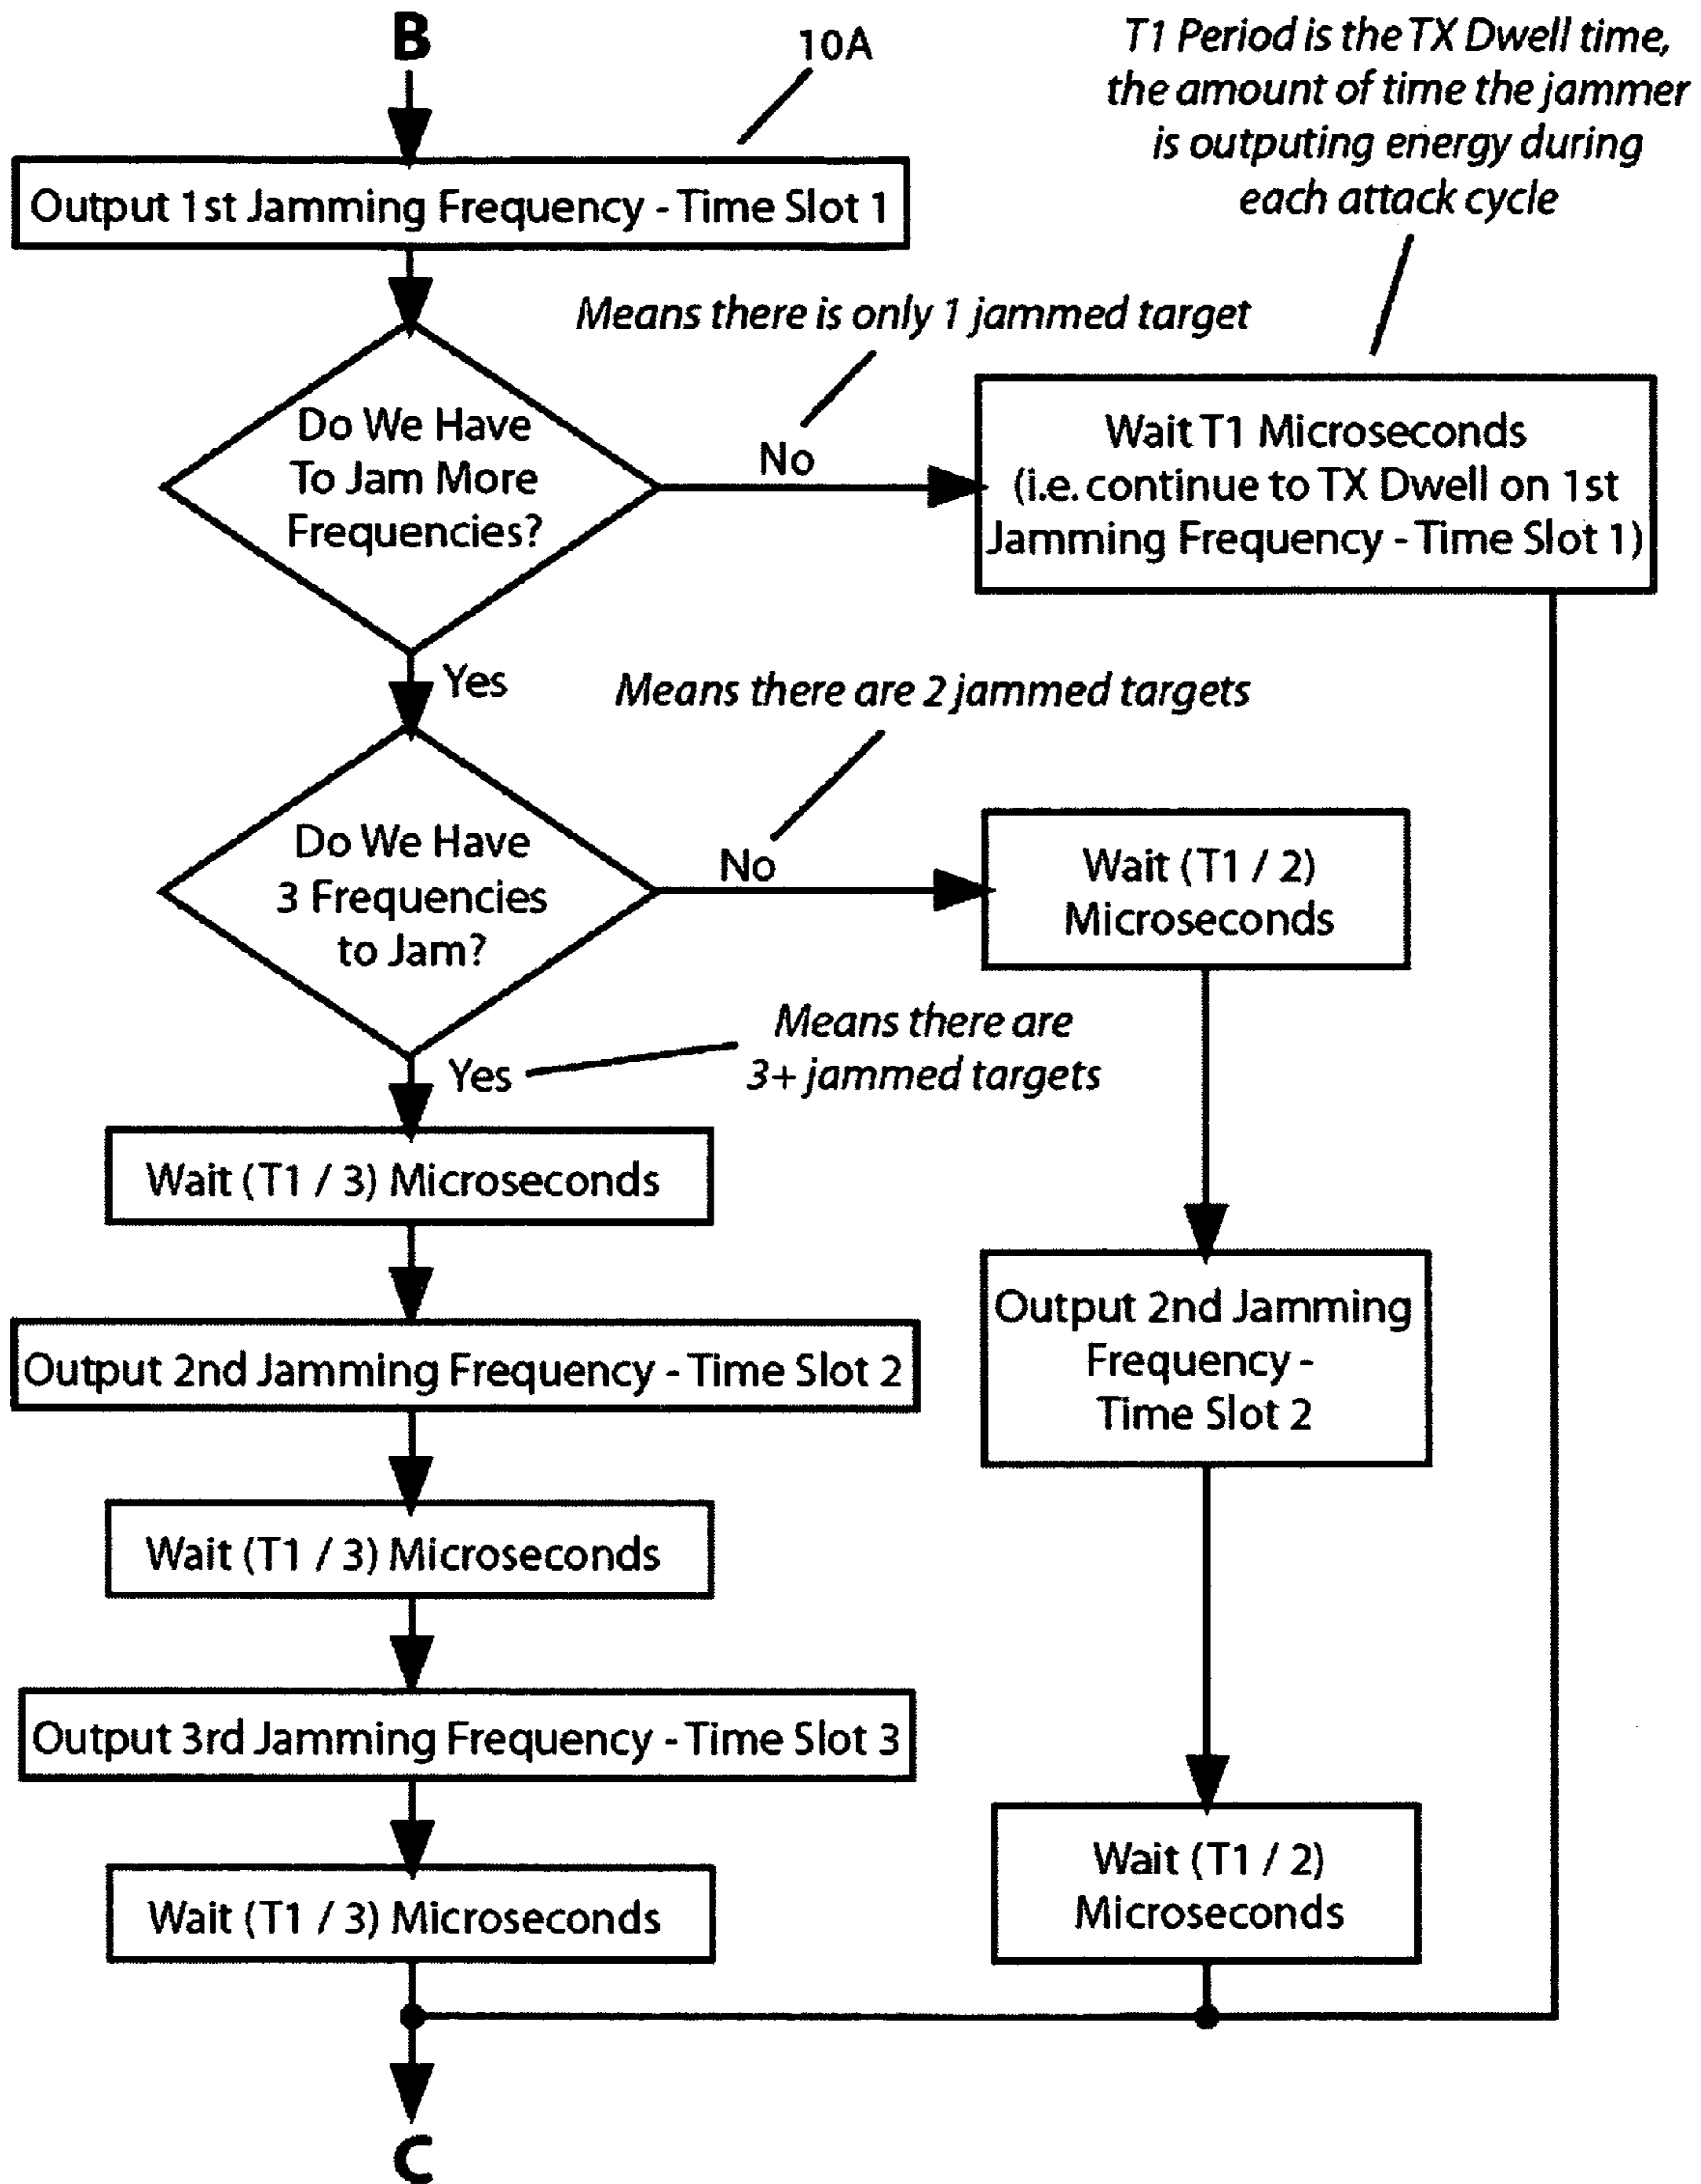 B
10A
T1 Period is the TX Dwell time,
the amount of time the jammer
is outputing energy during
each attack cycle
Output 1st Jamming Frequency - Time Slot 1
Means there is only 1 jammed target
Do We Have
To Jam More
Frequencies?
No
Wait T1 Microseconds
(i.e. continue to TX Dwell on 1st
Jamming Frequency - Time Slot 1)
Yes
Means there are 2 jammed targets
Do We Have
3 Frequencies
to Jam?
No
Wait (T1 / 2)
Microseconds
Means there are
3+ jammed targets
Yes
Wait (T1 / 3) Microseconds
Output 2nd Jamming Frequency - Time Slot 2
Output 2nd Jamming
Frequency -
Time Slot 2
Wait (T1 / 3) Microseconds
Output 3rd Jamming Frequency - Time Slot 3
Wait (T1 / 3) Microseconds
Wait (T1 / 2)
Microseconds
C